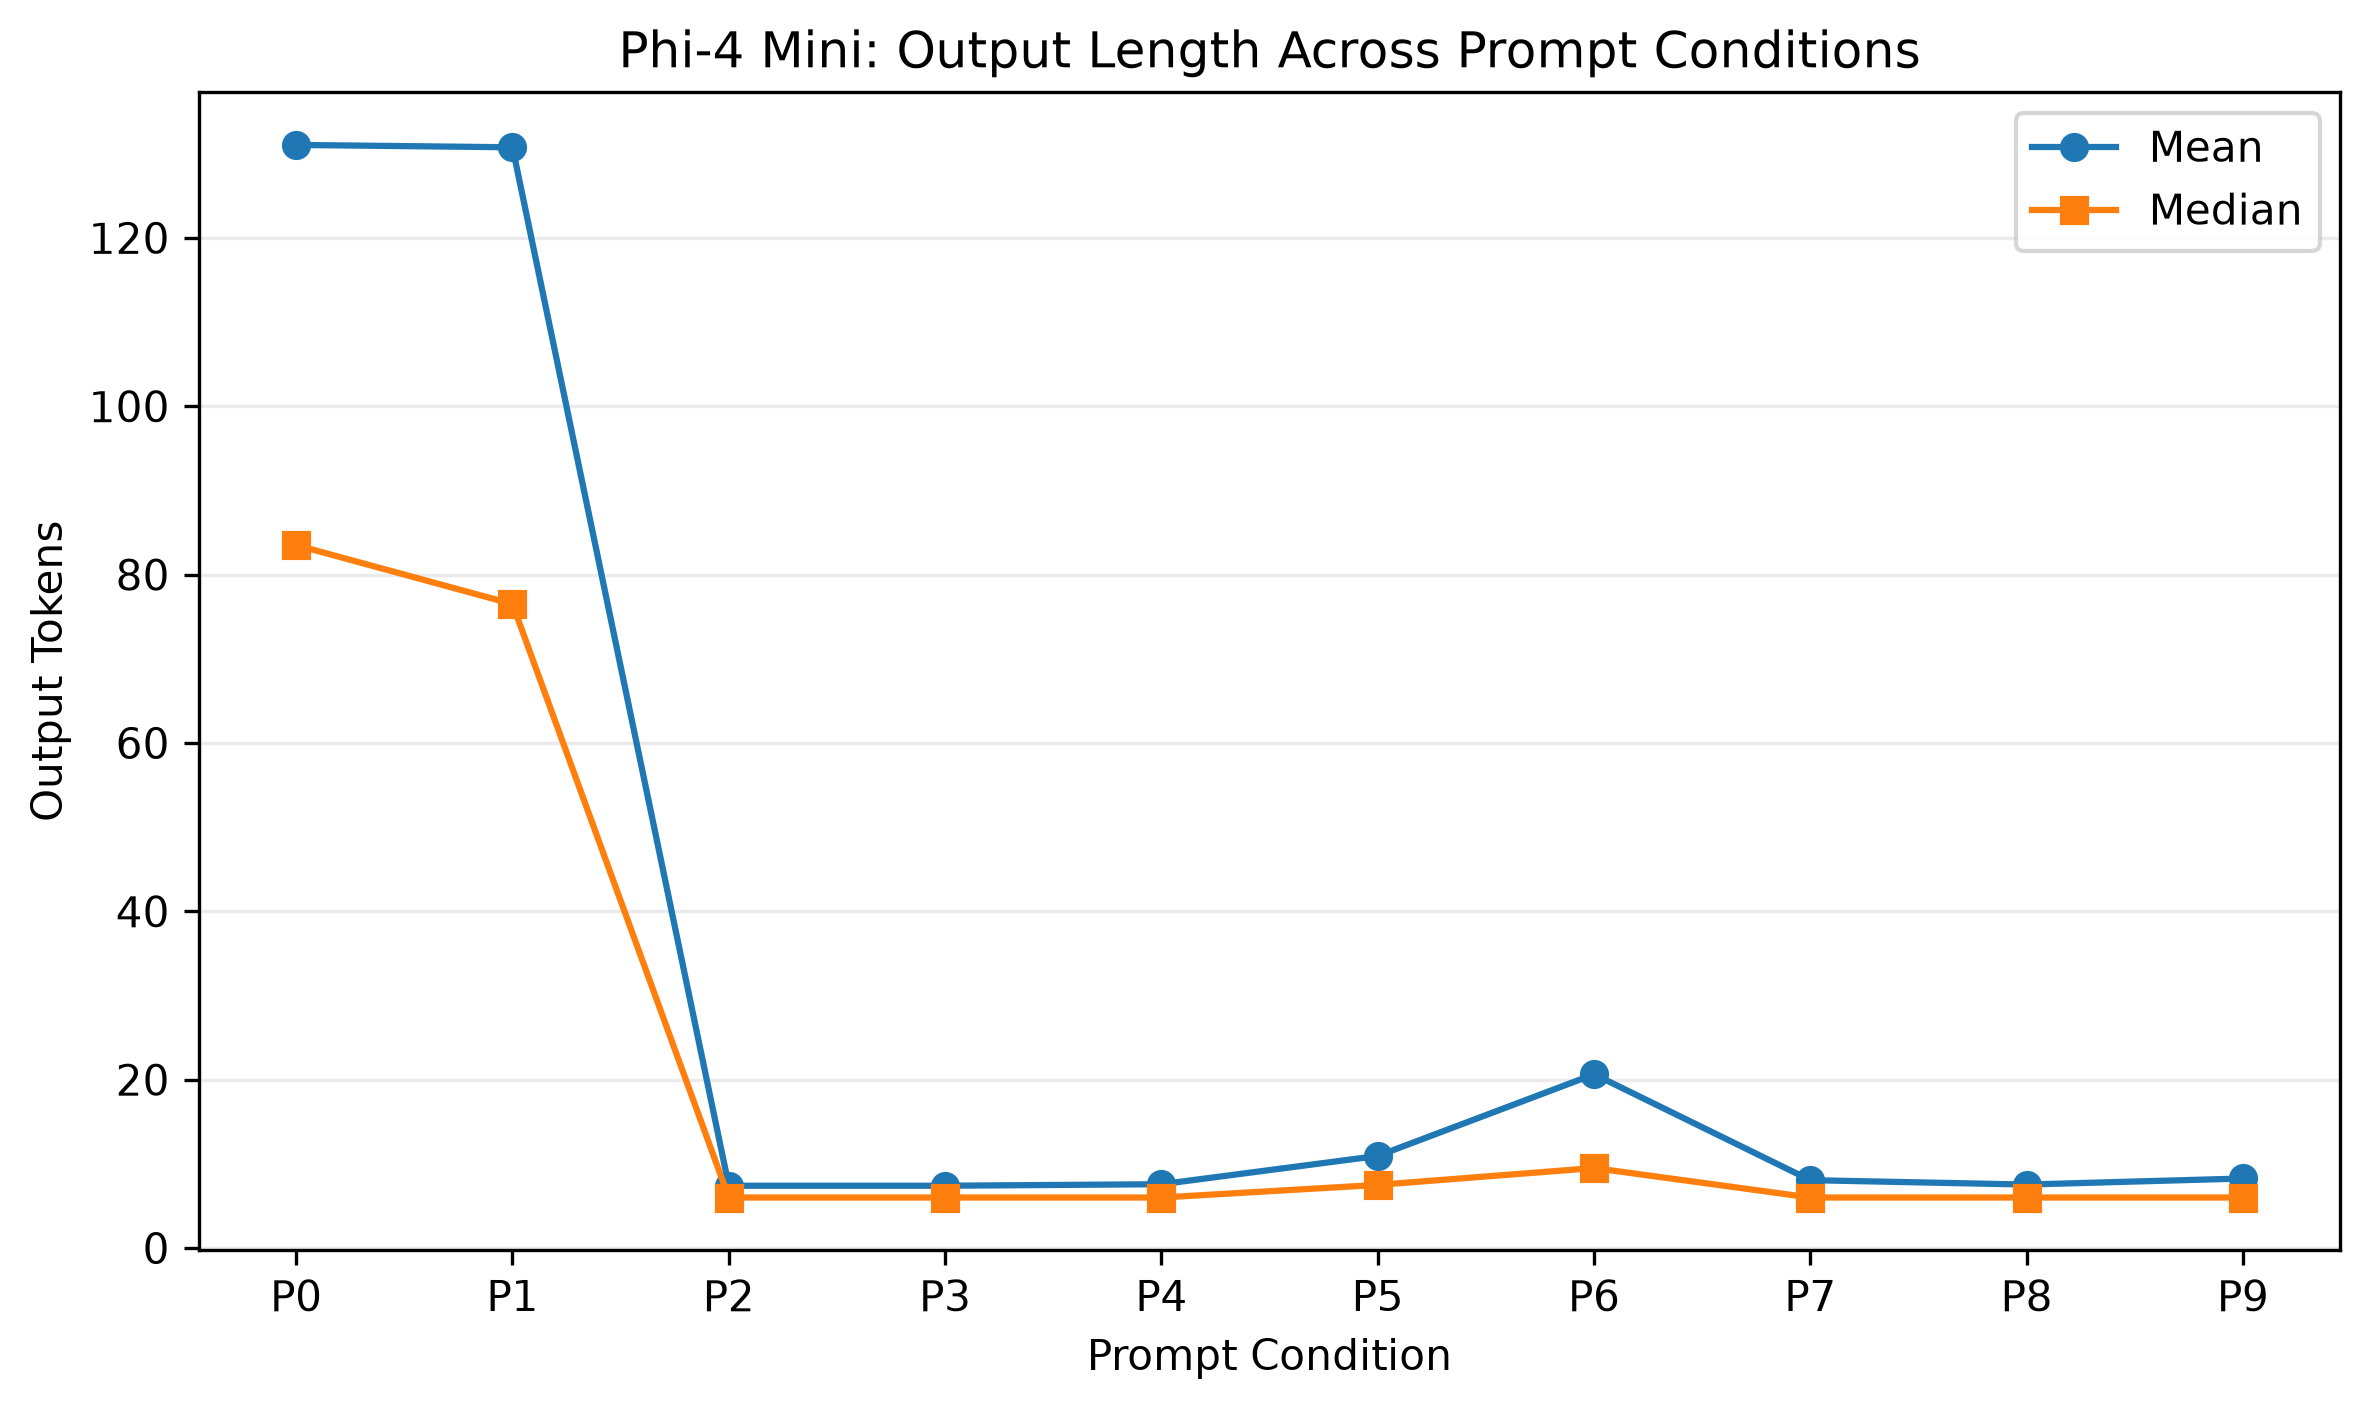 Phi-4 Mini: Output Length Across Prompt Conditions
Mean
Median
Output Tokens
120
100
80
60
40
20
0
P0 P1 P2 P3 P4 P5 P6 P7 P8 P9
Prompt Condition